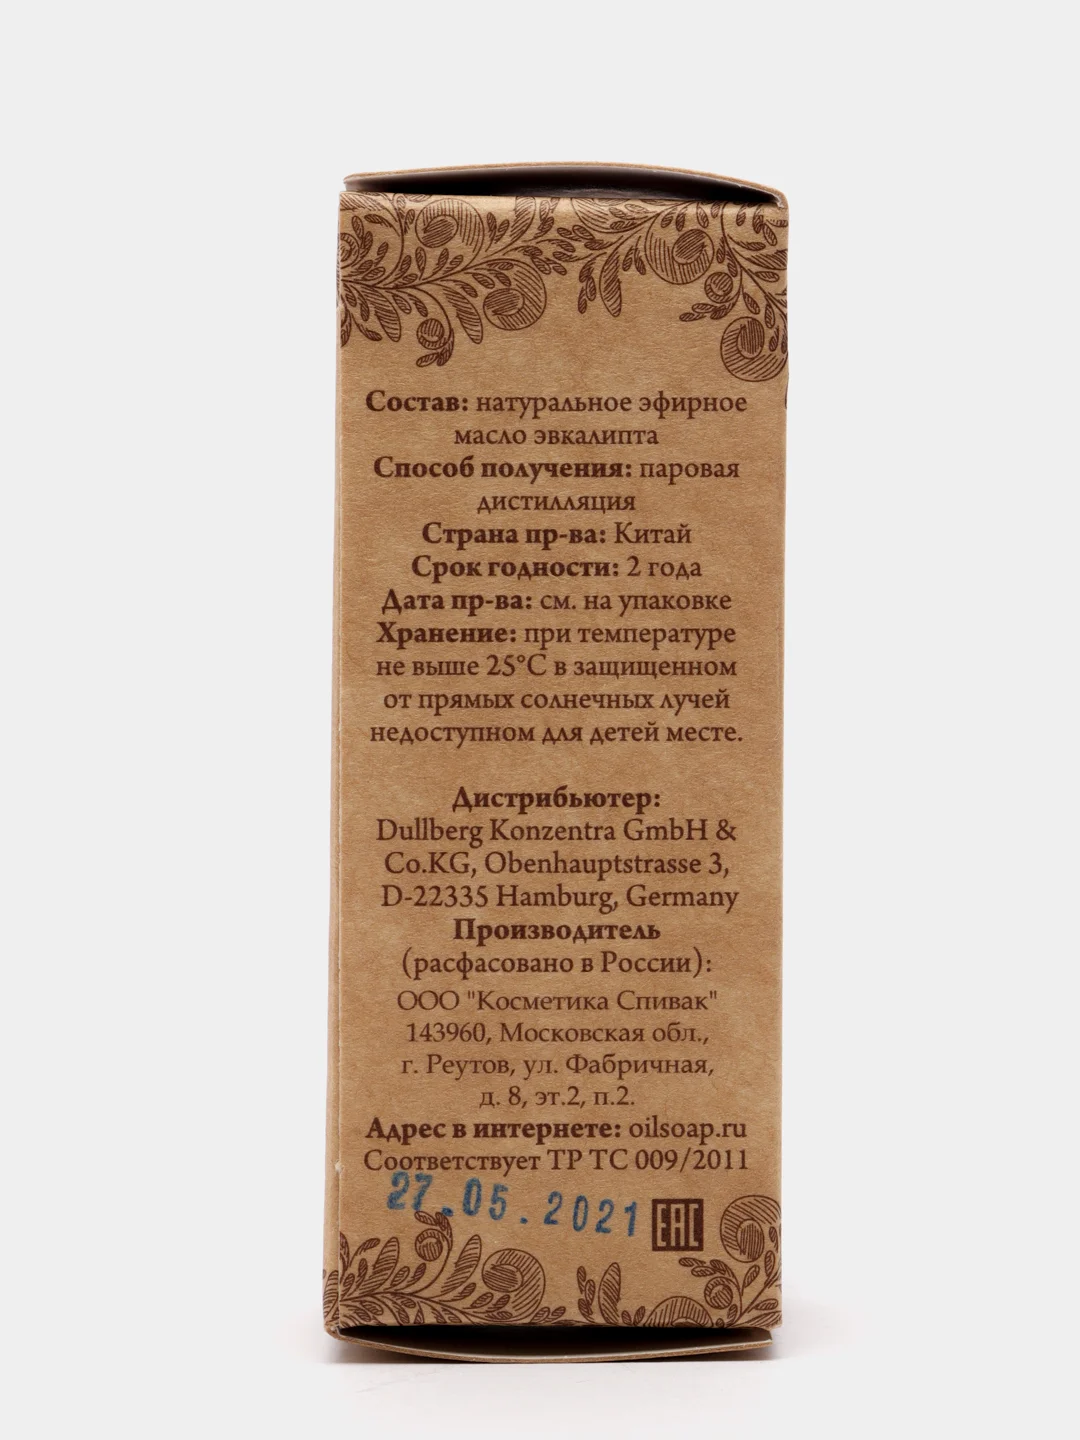 Состав: натуральное эфирное
масло эвкалипта
Способ получения: паровая
дистилляция
Страна пр-ва: Китай
Срок годности: 2 года
Дата пр-ва: см. на упаковке
Хранение: при температуре
не выше 25°C в защищенном
от прямых солнечных лучей
недоступном для детей месте.
Дистрибьютер:
Dullberg Konzentra GmbH &
Co.KG, Obenhauptstrasse 3,
D-22335 Hamburg, Germany
Производитель
(расфасовано в России):
ООО "Косметика Спивак"
143960, Московская обл.,
г. Реутов, ул. Фабричная,
д. 8, эт.2, п.2.
Адрес в интернете: oilsoap.ru
Соответствует ТР ТС 009/2011
27.05.2021
EAC